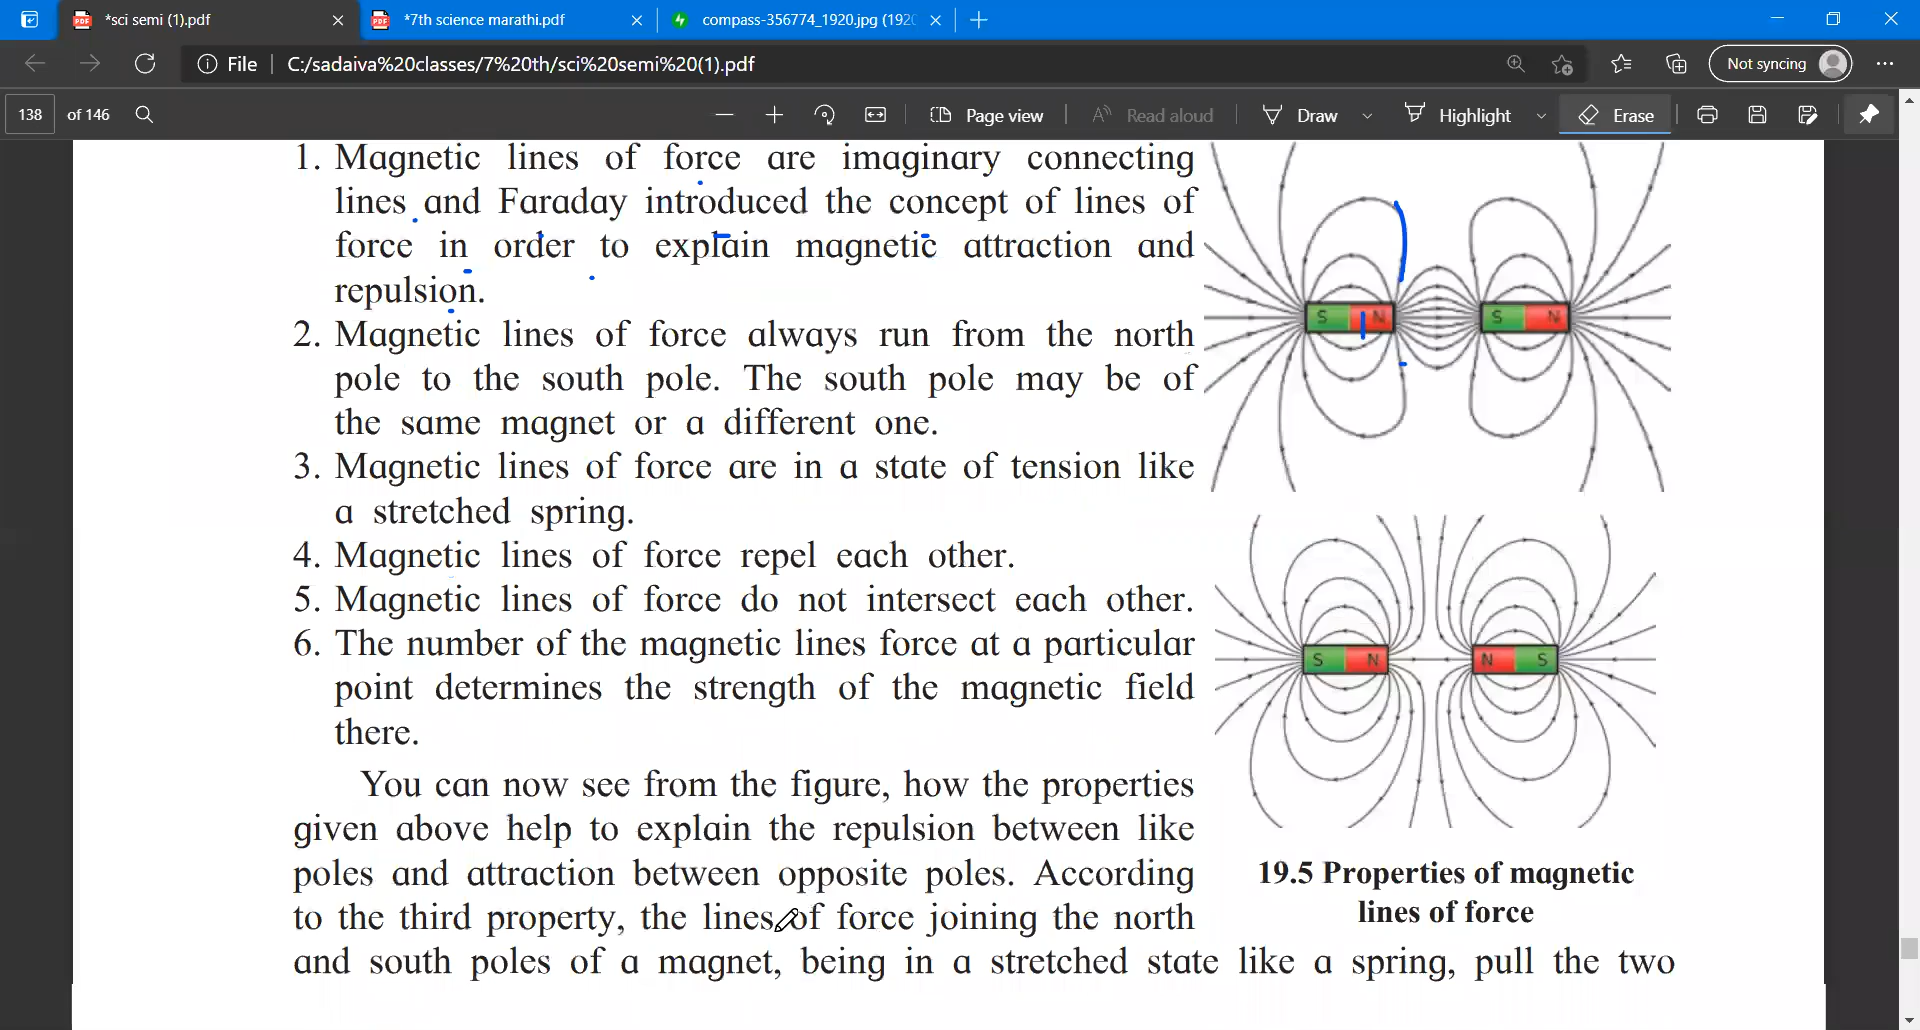 *sci semi (1).pdf
*7th science marathi.pdf
compass-356774_1920.jpg (1920
File
C:/sadaiva%20classes/7%20th/sci%20semi%20(1).pdf
Not syncing
138 of 146
Page view
Read aloud
Draw
Highlight
Erase
1. Magnetic lines of force are imaginary connecting
lines and Faraday introduced the concept of lines of
force in order to explain magnetic attraction and
repulsion.
2. Magnetic lines of force always run from the north
pole to the south pole. The south pole may be of
the same magnet or a different one.
3. Magnetic lines of force are in a state of tension like
a stretched spring.
4. Magnetic lines of force repel each other.
5. Magnetic lines of force do not intersect each other.
6. The number of the magnetic lines force at a particular
point determines the strength of the magnetic field
there.
You can now see from the figure, how the properties
given above help to explain the repulsion between like
poles and attraction between opposite poles. According
to the third property, the lines of force joining the north
and south poles of a magnet, being in a stretched state like a spring, pull the two
S N S N
S N N S
19.5 Properties of magnetic
lines of force